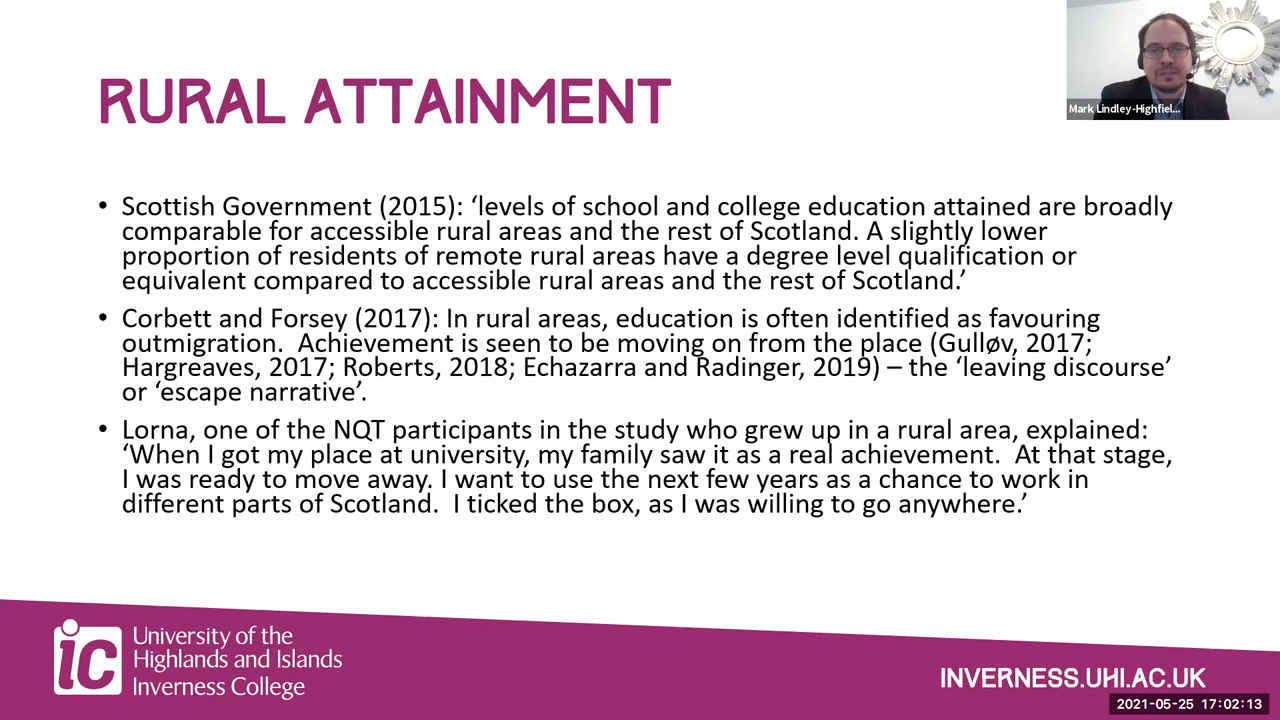 RURAL ATTAINMENT
Mark Lindley-Highfiel...
• Scottish Government (2015): ‘levels of school and college education attained are broadly
comparable for accessible rural areas and the rest of Scotland. A slightly lower
proportion of residents of remote rural areas have a degree level qualification or
equivalent compared to accessible rural areas and the rest of Scotland.’
• Corbett and Forsey (2017): In rural areas, education is often identified as favouring
outmigration.  Achievement is seen to be moving on from the place (Gulløv, 2017;
Hargreaves, 2017; Roberts, 2018; Echazarra and Radinger, 2019) – the ‘leaving discourse’
or ‘escape narrative’.
• Lorna, one of the NQT participants in the study who grew up in a rural area, explained:
‘When I got my place at university, my family saw it as a real achievement.  At that stage,
I was ready to move away. I want to use the next few years as a chance to work in
different parts of Scotland.  I ticked the box, as I was willing to go anywhere.’
ic
University of the
Highlands and Islands
Inverness College
INVERNESS.UHI.AC.UK
2021-05-25 17:02:13